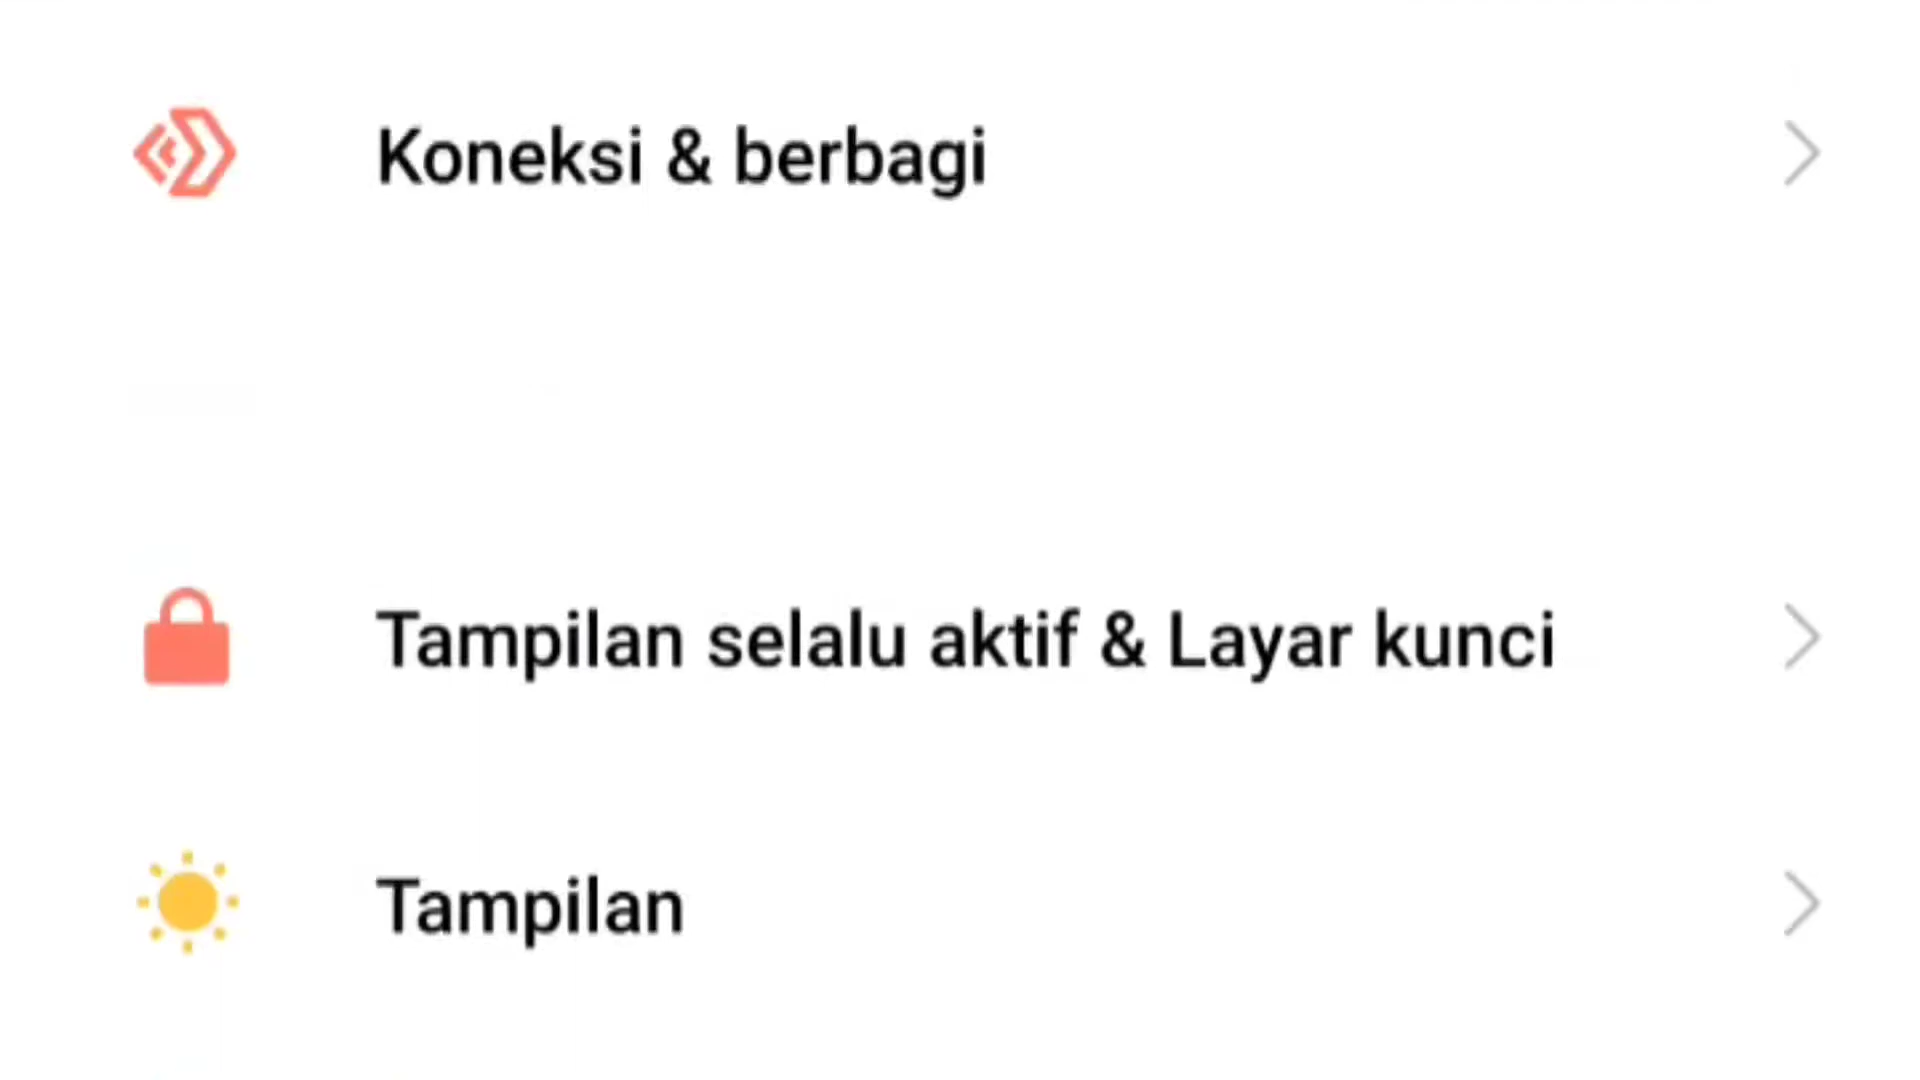 Koneksi & berbagi
Tampilan selalu aktif & Layar kunci
Tampilan